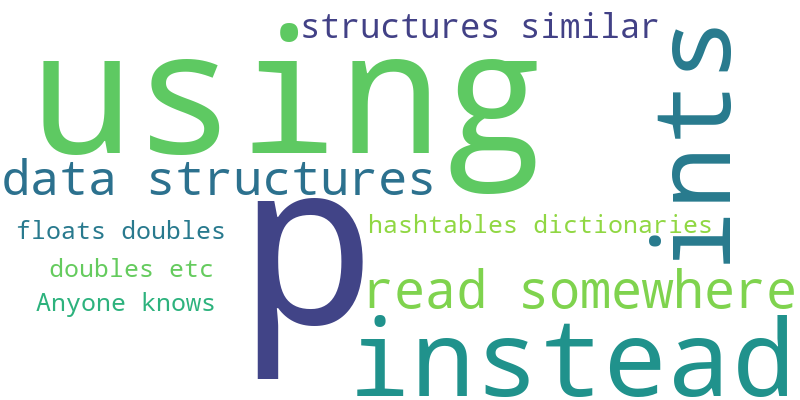 structures similar
using
ints
data structures
p
floats doubles
hashtables dictionaries
doubles etc
read somewhere
Anyone knows
instead